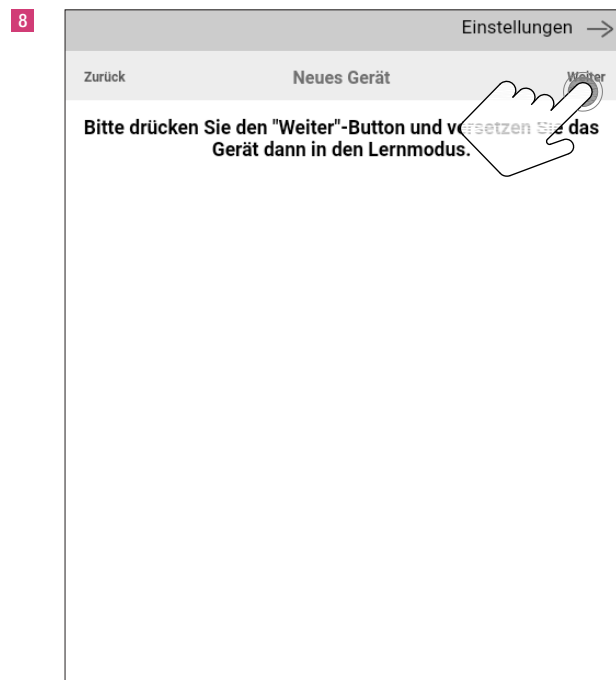 8
Einstellungen
Zurück Neues Gerät Weiter
Bitte drücken Sie den "Weiter"-Button und versetzen Sie das
Gerät dann in den Lernmodus.